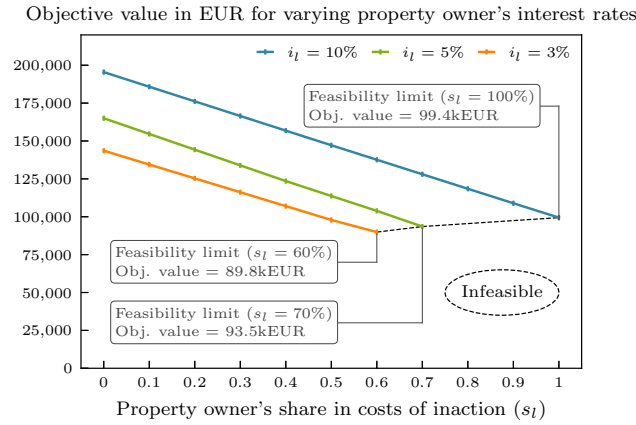 Objective value in EUR for varying property owner's interest rates
i_l = 10%
i_l = 5%
i_l = 3%
200,000
175,000
150,000
125,000
100,000
75,000
50,000
25,000
0
Feasibility limit (s_l = 100%)
Obj. value = 99.4kEUR
Feasibility limit (s_l = 60%)
Obj. value = 89.8kEUR
Feasibility limit (s_l = 70%)
Obj. value = 93.5kEUR
Infeasible
0 0.1 0.2 0.3 0.4 0.5 0.6 0.7 0.8 0.9 1
Property owner's share in costs of inaction (s_l)